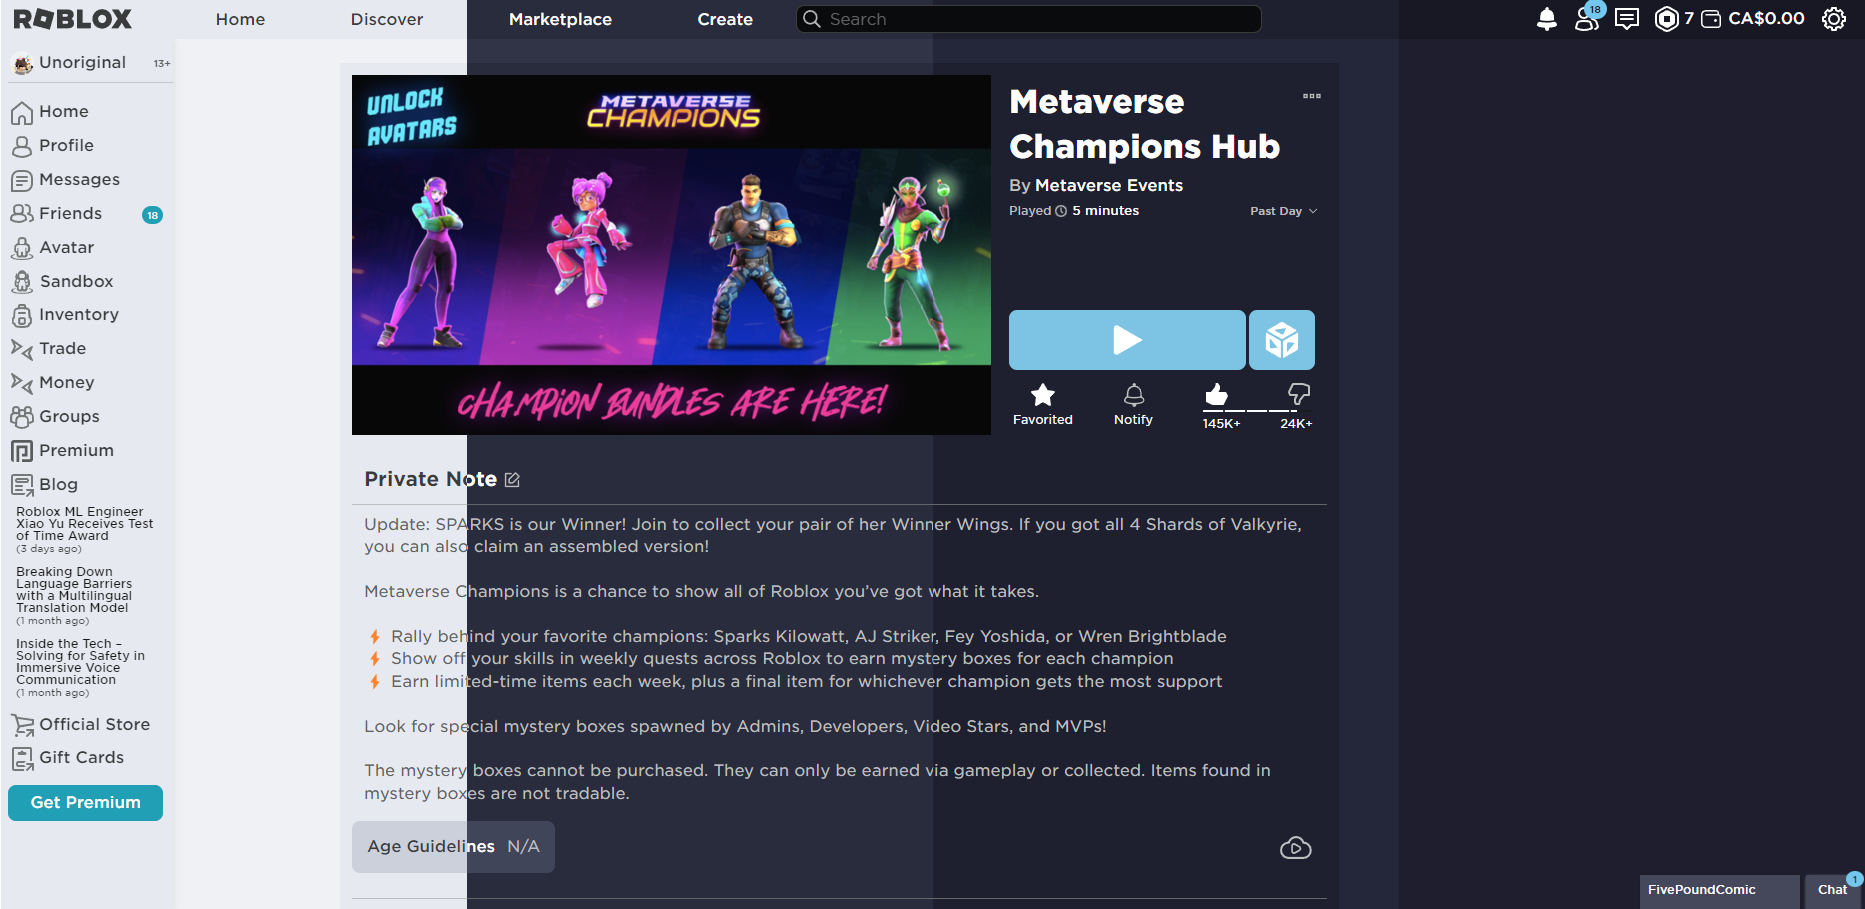 ROBLOX
Home
Discover
Marketplace
Create
Search
18
7
CA$0.00
Unoriginal
13+
Home
Profile
Messages
Friends
18
Avatar
Sandbox
Inventory
Trade
Money
Groups
Premium
Blog
Roblox ML Engineer
Xiao Yu Receives Test
of Time Award
(3 days ago)
Breaking Down
Language Barriers
with a Multilingual
Translation Model
(1 month ago)
Inside the Tech –
Solving for Safety in
Immersive Voice
Communication
(1 month ago)
Official Store
Gift Cards
Get Premium
UNLOCK
AVATARS
METAVERSE
CHAMPIONS
CHAMPION BUNDLES ARE HERE!
Metaverse
Champions Hub
By Metaverse Events
Played 5 minutes
Past Day
Favorited
Notify
145K+
24K+
Private Note
Update: SPARKS is our Winner! Join to collect your pair of her Winner Wings. If you got all 4 Shards of Valkyrie,
you can also claim an assembled version!
Metaverse Champions is a chance to show all of Roblox you’ve got what it takes.
Rally behind your favorite champions: Sparks Kilowatt, AJ Striker, Fey Yoshida, or Wren Brightblade
Show off your skills in weekly quests across Roblox to earn mystery boxes for each champion
Earn limited-time items each week, plus a final item for whichever champion gets the most support
Look for special mystery boxes spawned by Admins, Developers, Video Stars, and MVPs!
The mystery boxes cannot be purchased. They can only be earned via gameplay or collected. Items found in
mystery boxes are not tradable.
Age Guidelines N/A
FivePoundComic
Chat
1